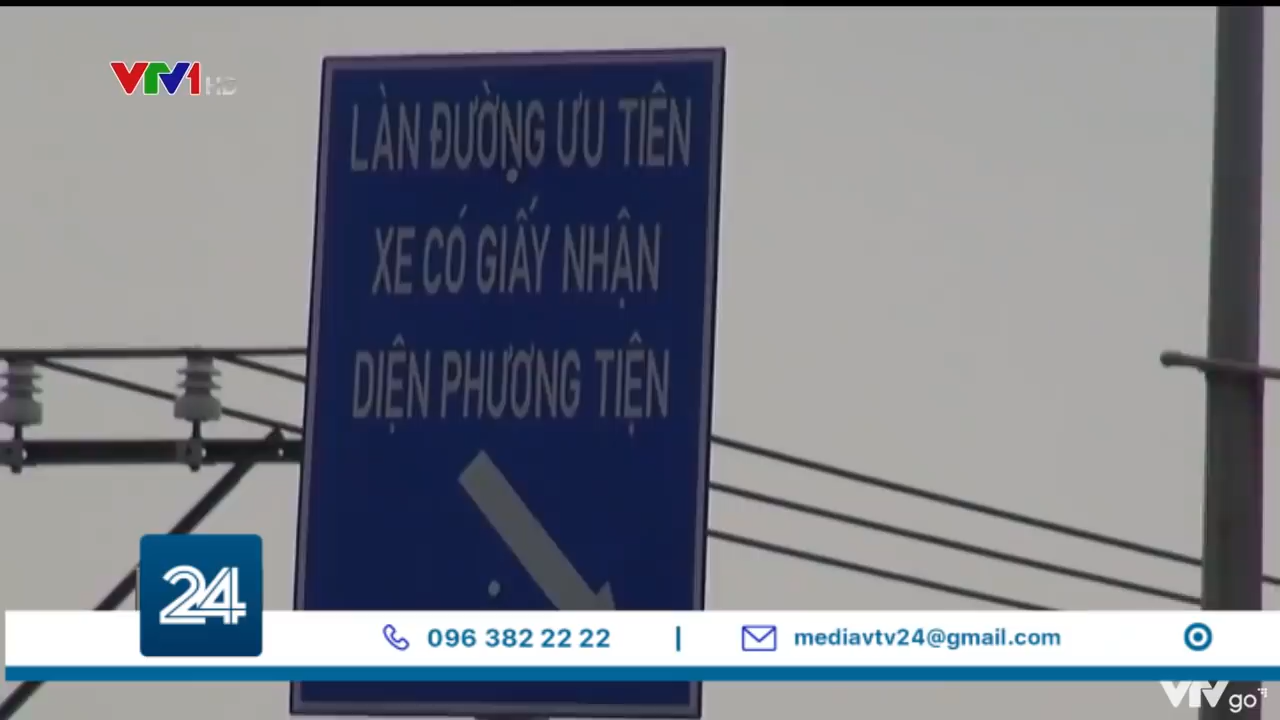 VTV1 HD
LÀN ĐƯỜNG ƯU TIÊN
XE CÓ GIẤY NHẬN
DIỆN PHƯƠNG TIỆN
24
096 382 22 22 | mediavtv24@gmail.com
VTV go